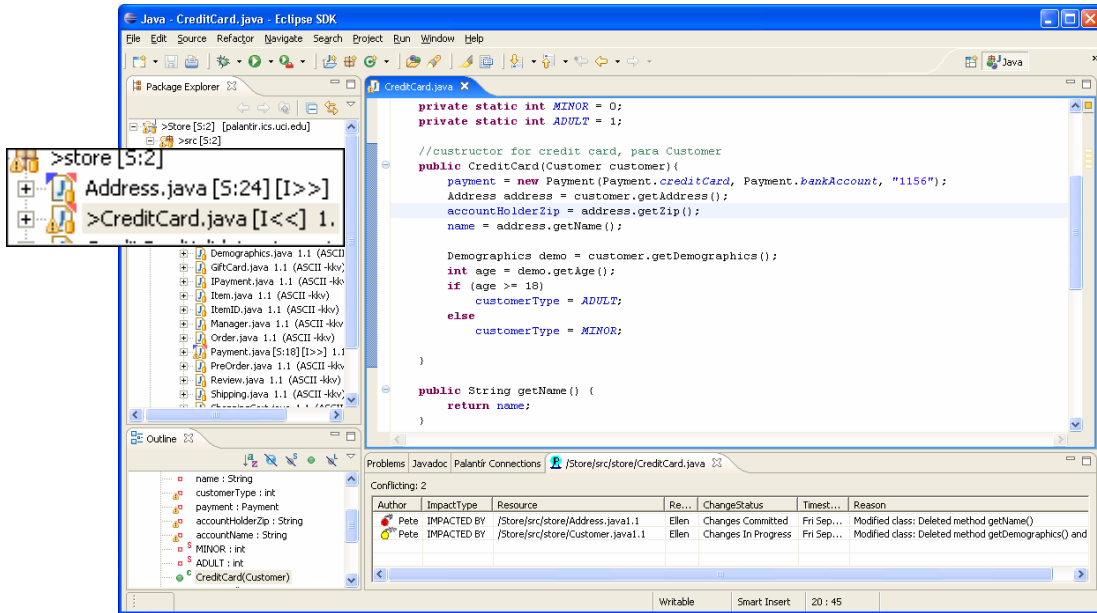 Java - CreditCard.java - Eclipse SDK
File Edit Source Refactor Navigate Search Project Run Window Help
Java
Package Explorer
>Store [S:2] [palantir.ics.uci.edu]
>src [S:2]
>store [S:2]
Address.java [S:24] [I>>]
>CreditCard.java [I<<] 1.
Demographics.java 1.1 (ASCII
GiftCard.java 1.1 (ASCII -kkv)
IPayment.java 1.1 (ASCII -kkv
Item.java 1.1 (ASCII -kkv)
ItemID.java 1.1 (ASCII -kkv)
Manager.java 1.1 (ASCII -kkv
Order.java 1.1 (ASCII -kkv)
Payment.java [S:18] [I>>] 1.1
PreOrder.java 1.1 (ASCII -kkv
Review.java 1.1 (ASCII -kkv)
Shipping.java 1.1 (ASCII -kkv)
CreditCard.java
private static int MINOR = 0;
private static int ADULT = 1;
//custructor for credit card, para Customer
public CreditCard(Customer customer){
payment = new Payment(Payment.creditCard, Payment.bankAccount, "1156");
Address address = customer.getAddress();
accountHolderZip = address.getZip();
name = address.getName();
Demographics demo = customer.getDemographics();
int age = demo.getAge();
if (age >= 18)
customerType = ADULT;
else
customerType = MINOR;
}
public String getName() {
return name;
}
Outline
name : String
customerType : int
payment : Payment
accountHolderZip : String
accountName : String
S MINOR : int
S ADULT : int
C CreditCard(Customer)
Problems Javadoc Palantír Connections /Store/src/store/CreditCard.java
Conflicting: 2
Author ImpactType Resource Re... ChangeStatus Timest... Reason
Pete IMPACTED BY /Store/src/store/Address.java1.1 Ellen Changes Committed Fri Sep... Modified class: Deleted method getName()
Pete IMPACTED BY /Store/src/store/Customer.java1.1 Ellen Changes In Progress Fri Sep... Modified class: Deleted method getDemographics() and
Writable Smart Insert 20 : 45